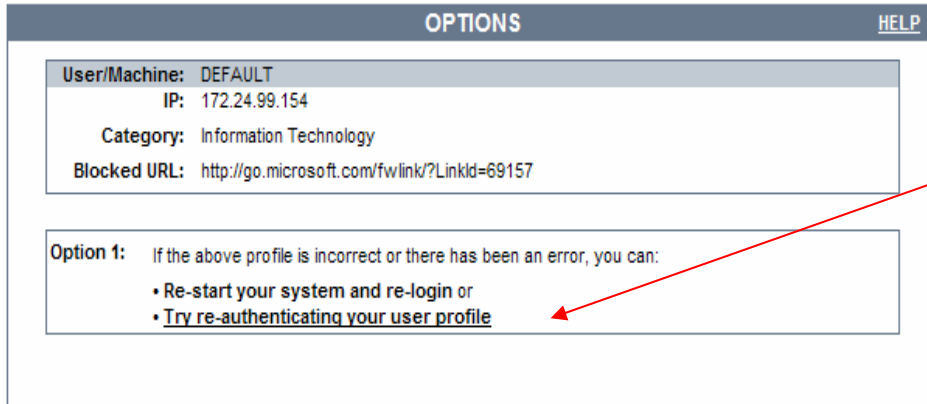 OPTIONS HELP
User/Machine: DEFAULT
IP: 172.24.99.154
Category: Information Technology
Blocked URL: http://go.microsoft.com/fwlink/?LinkId=69157
Option 1: If the above profile is incorrect or there has been an error, you can:
• Re-start your system and re-login or
• Try re-authenticating your user profile